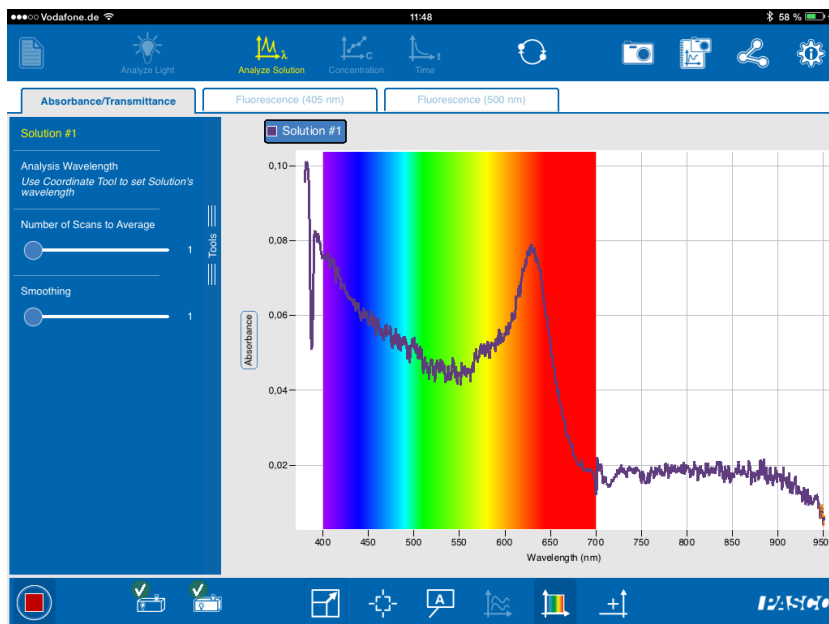 Vodafone.de 11:48 58 %
Analyze Light
Analyze Solution
Concentration
Time
λ
c
t
Absorbance/Transmittance
Fluorescence (405 nm)
Fluorescence (500 nm)
Solution #1
Analysis Wavelength
Use Coordinate Tool to set Solution's
wavelength
Number of Scans to Average
1
Smoothing
1
Tools
Solution #1
0,10
0,08
0,06
0,04
0,02
Absorbance
400 450 500 550 600 650 700 750 800 850 900 950
Wavelength (nm)
A
PASCO